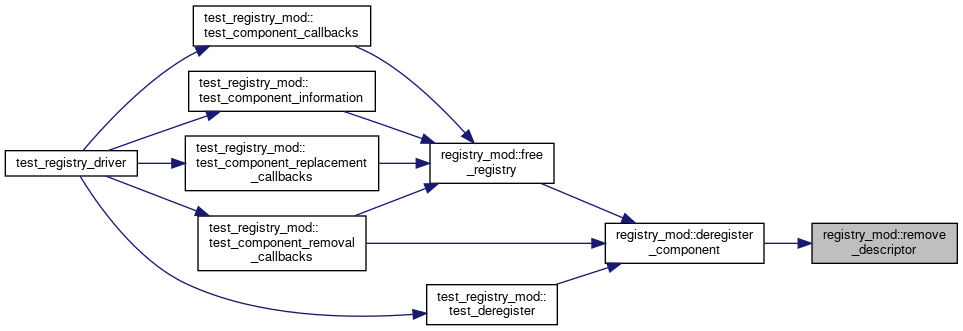 test_registry_mod::
test_component_callbacks
test_registry_mod::
test_component_information
test_registry_mod::
test_component_replacement
_callbacks
test_registry_driver
registry_mod::free
_registry
test_registry_mod::
test_component_removal
_callbacks
registry_mod::deregister
_component
registry_mod::remove
_descriptor
test_registry_mod::
test_deregister